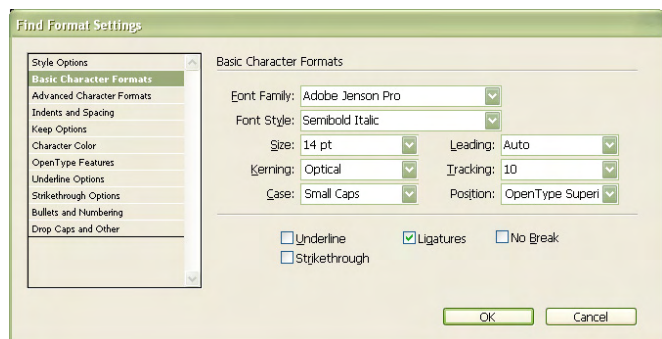 Find Format Settings
Style Options
Basic Character Formats
Advanced Character Formats
Indents and Spacing
Keep Options
Character Color
OpenType Features
Underline Options
Strikethrough Options
Bullets and Numbering
Drop Caps and Other
Basic Character Formats
Font Family: Adobe Jenson Pro
Font Style: Semibold Italic
Size: 14 pt Leading: Auto
Kerning: Optical Tracking: 10
Case: Small Caps Position: OpenType Superi
Underline Ligatures No Break
Strikethrough
OK Cancel